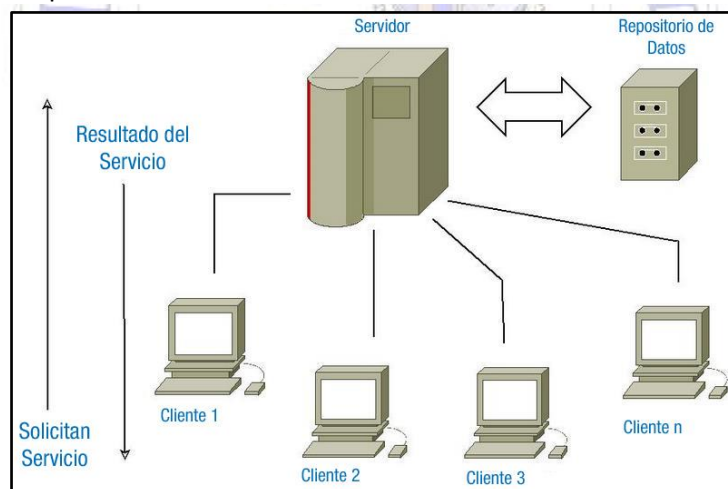 Servidor
Repositorio de
Datos
Resultado del
Servicio
Cliente 1
Cliente 2
Cliente 3
Cliente n
Solicitan
Servicio